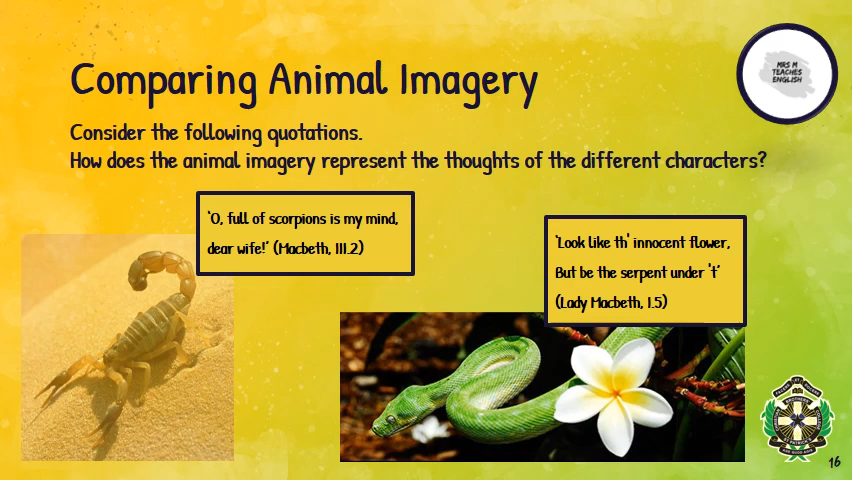 Comparing Animal Imagery
MRS M
TEACHES
ENGLISH
Consider the following quotations.
How does the animal imagery represent the thoughts of the different characters?
'O, full of scorpions is my mind,
dear wife!' (Macbeth, III.2)
'Look like th' innocent flower,
But be the serpent under 't'
(Lady Macbeth, 1.5)
16